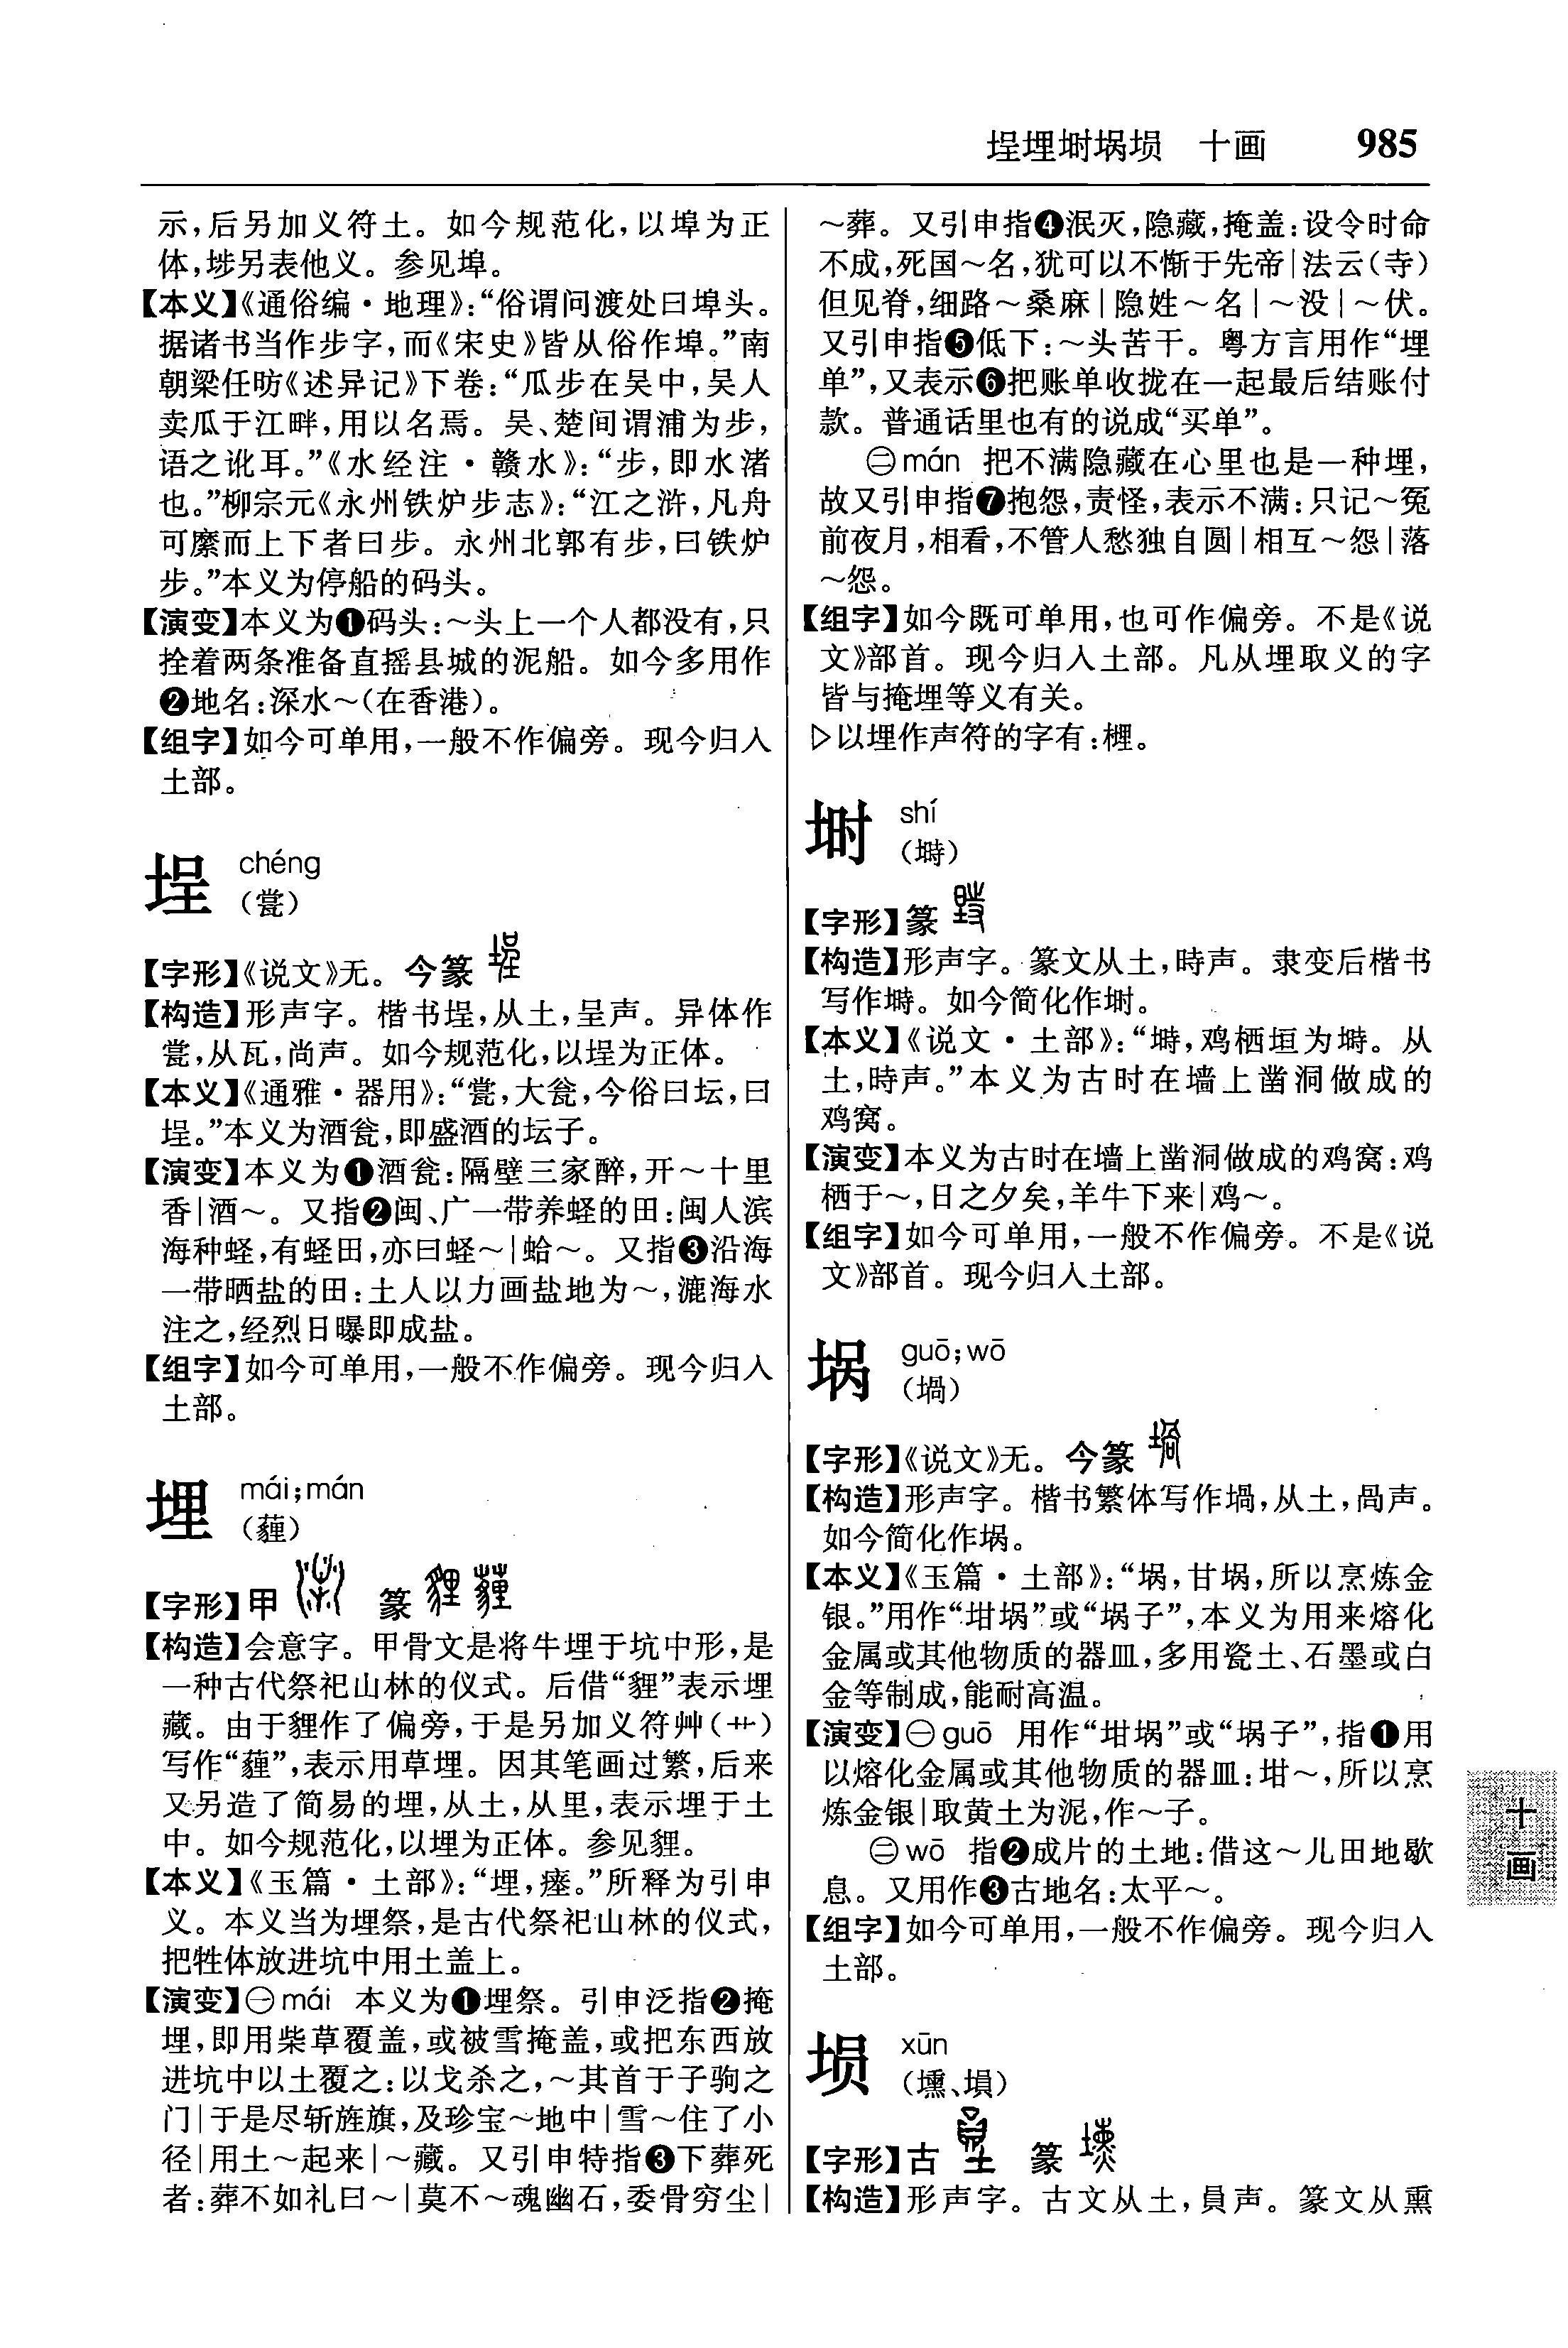 埕埋埘埚埙 十画 985
示,后另加义符土。如今规范化,以埠为正
体,埗另表他义。参见埠。
【本义】《通俗编·地理》:“俗谓问渡处曰埠头。
据诸书当作步字,而《宋史》皆从俗作埠。”南
朝梁任昉《述异记》下卷:“瓜步在吴中,吴人
卖瓜于江畔,用以名焉。吴、楚间谓浦为步,
语之讹耳。”《水经注·赣水》:“步,即水渚
也。”柳宗元《永州铁炉步志》:“江之浒,凡舟
可縻而上下者曰步。永州北郭有步,曰铁炉
步。”本义为停船的码头。
【演变】本义为❶码头:～头上一个人都没有,只
拴着两条准备直摇县城的泥船。如今多用作
❷地名:深水～(在香港)。
【组字】如今可单用,一般不作偏旁。现今归入
土部。
埕 chéng
(瓽)
【字形】《说文》无。今篆
【构造】形声字。楷书埕,从土,呈声。异体作
瓽,从瓦,尚声。如今规范化,以埕为正体。
【本义】《通雅·器用》:“瓽,大瓮,今俗曰坛,曰
埕。”本义为酒瓮,即盛酒的坛子。
【演变】本义为❶酒瓮:隔壁三家醉,开～十里
香|酒～。又指❷闽、广一带养蛏的田:闽人滨
海种蛏,有蛏田,亦曰蛏～|蛤～。又指❸沿海
一带晒盐的田:土人以力画盐地为～,漉海水
注之,经烈日曝即成盐。
【组字】如今可单用,一般不作偏旁。现今归入
土部。
埋 mái;mán
(薶)
【字形】甲 篆
【构造】会意字。甲骨文是将牛埋于坑中形,是
一种古代祭祀山林的仪式。后借“貍”表示埋
藏。由于貍作了偏旁,于是另加义符艸(艹)
写作“薶”,表示用草埋。因其笔画过繁,后来
又另造了简易的埋,从土,从里,表示埋于土
中。如今规范化,以埋为正体。参见貍。
【本义】《玉篇·土部》:“埋,瘗。”所释为引申
义。本义当为埋祭,是古代祭祀山林的仪式,
把牲体放进坑中用土盖上。
【演变】㊀mái 本义为❶埋祭。引申泛指❷掩
埋,即用柴草覆盖,或被雪掩盖,或把东西放
进坑中以土覆之:以戈杀之,～其首于子驹之
门|于是尽斩旌旗,及珍宝～地中|雪～住了小
径|用土～起来|～藏。又引申特指❸下葬死
者:葬不如礼曰～|莫不～魂幽石,委骨穷尘|
～葬。又引申指❹泯灭,隐藏,掩盖:设令时命
不成,死国～名,犹可以不惭于先帝|法云(寺)
但见脊,细路～桑麻|隐姓～名|～没|～伏。
又引申指❺低下:～头苦干。粤方言用作“埋
单”,又表示❻把账单收拢在一起最后结账付
款。普通话里也有的说成“买单”。
㊁mán 把不满隐藏在心里也是一种埋,
故又引申指❼抱怨,责怪,表示不满:只记～冤
前夜月,相看,不管人愁独自圆|相互～怨|落
～怨。
【组字】如今既可单用,也可作偏旁。不是《说
文》部首。现今归入土部。凡从埋取义的字
皆与掩埋等义有关。
▷以埋作声符的字有:梩。
埘 shí
(塒)
【字形】篆
【构造】形声字。篆文从土,時声。隶变后楷书
写作塒。如今简化作埘。
【本义】《说文·土部》:“塒,鸡栖垣为塒。从
土,時声。”本义为古时在墙上凿洞做成的
鸡窝。
【演变】本义为古时在墙上凿洞做成的鸡窝:鸡
栖于～,日之夕矣,羊牛下来|鸡～。
【组字】如今可单用,一般不作偏旁。不是《说
文》部首。现今归入土部。
埚 guō;wō
(堝)
【字形】《说文》无。今篆
【构造】形声字。楷书繁体写作堝,从土,咼声。
如今简化作埚。
【本义】《玉篇·土部》:“埚,甘埚,所以烹炼金
银。”用作“坩埚”或“埚子”,本义为用来熔化
金属或其他物质的器皿,多用瓷土、石墨或白
金等制成,能耐高温。
【演变】㊀guō 用作“坩埚”或“埚子”,指❶用
以熔化金属或其他物质的器皿:坩～,所以烹
炼金银|取黄土为泥,作～子。
㊁wō 指❷成片的土地:借这～儿田地歇
息。又用作❸古地名:太平～。
【组字】如今可单用,一般不作偏旁。现今归入
土部。
埙 xūn
(壎、塤)
【字形】古 篆
【构造】形声字。古文从土,員声。篆文从熏
十
画